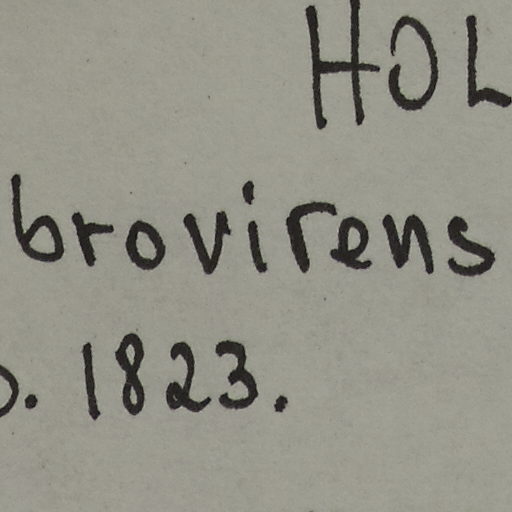 HOL
brovirens
. 1823.